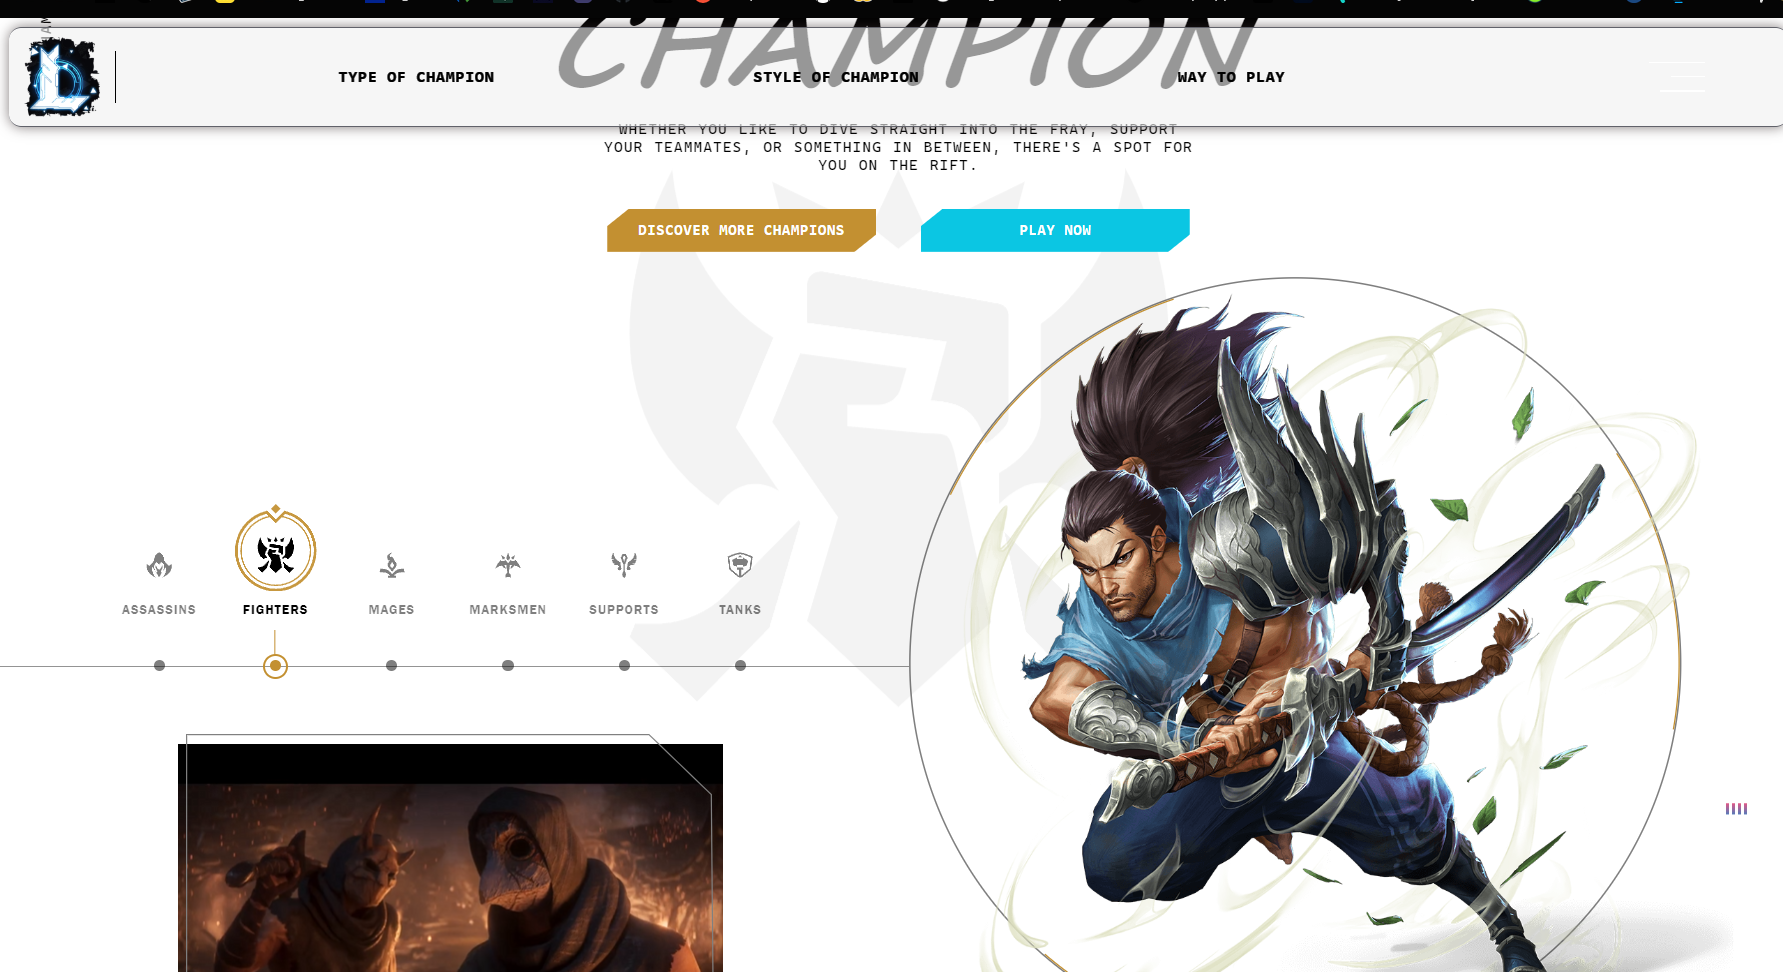 CHAMPION
TYPE OF CHAMPION
STYLE OF CHAMPION
WAY TO PLAY
WHETHER YOU LIKE TO DIVE STRAIGHT INTO THE FRAY, SUPPORT
YOUR TEAMMATES, OR SOMETHING IN BETWEEN, THERE'S A SPOT FOR
YOU ON THE RIFT.
DISCOVER MORE CHAMPIONS
PLAY NOW
ASSASSINS
FIGHTERS
MAGES
MARKSMEN
SUPPORTS
TANKS